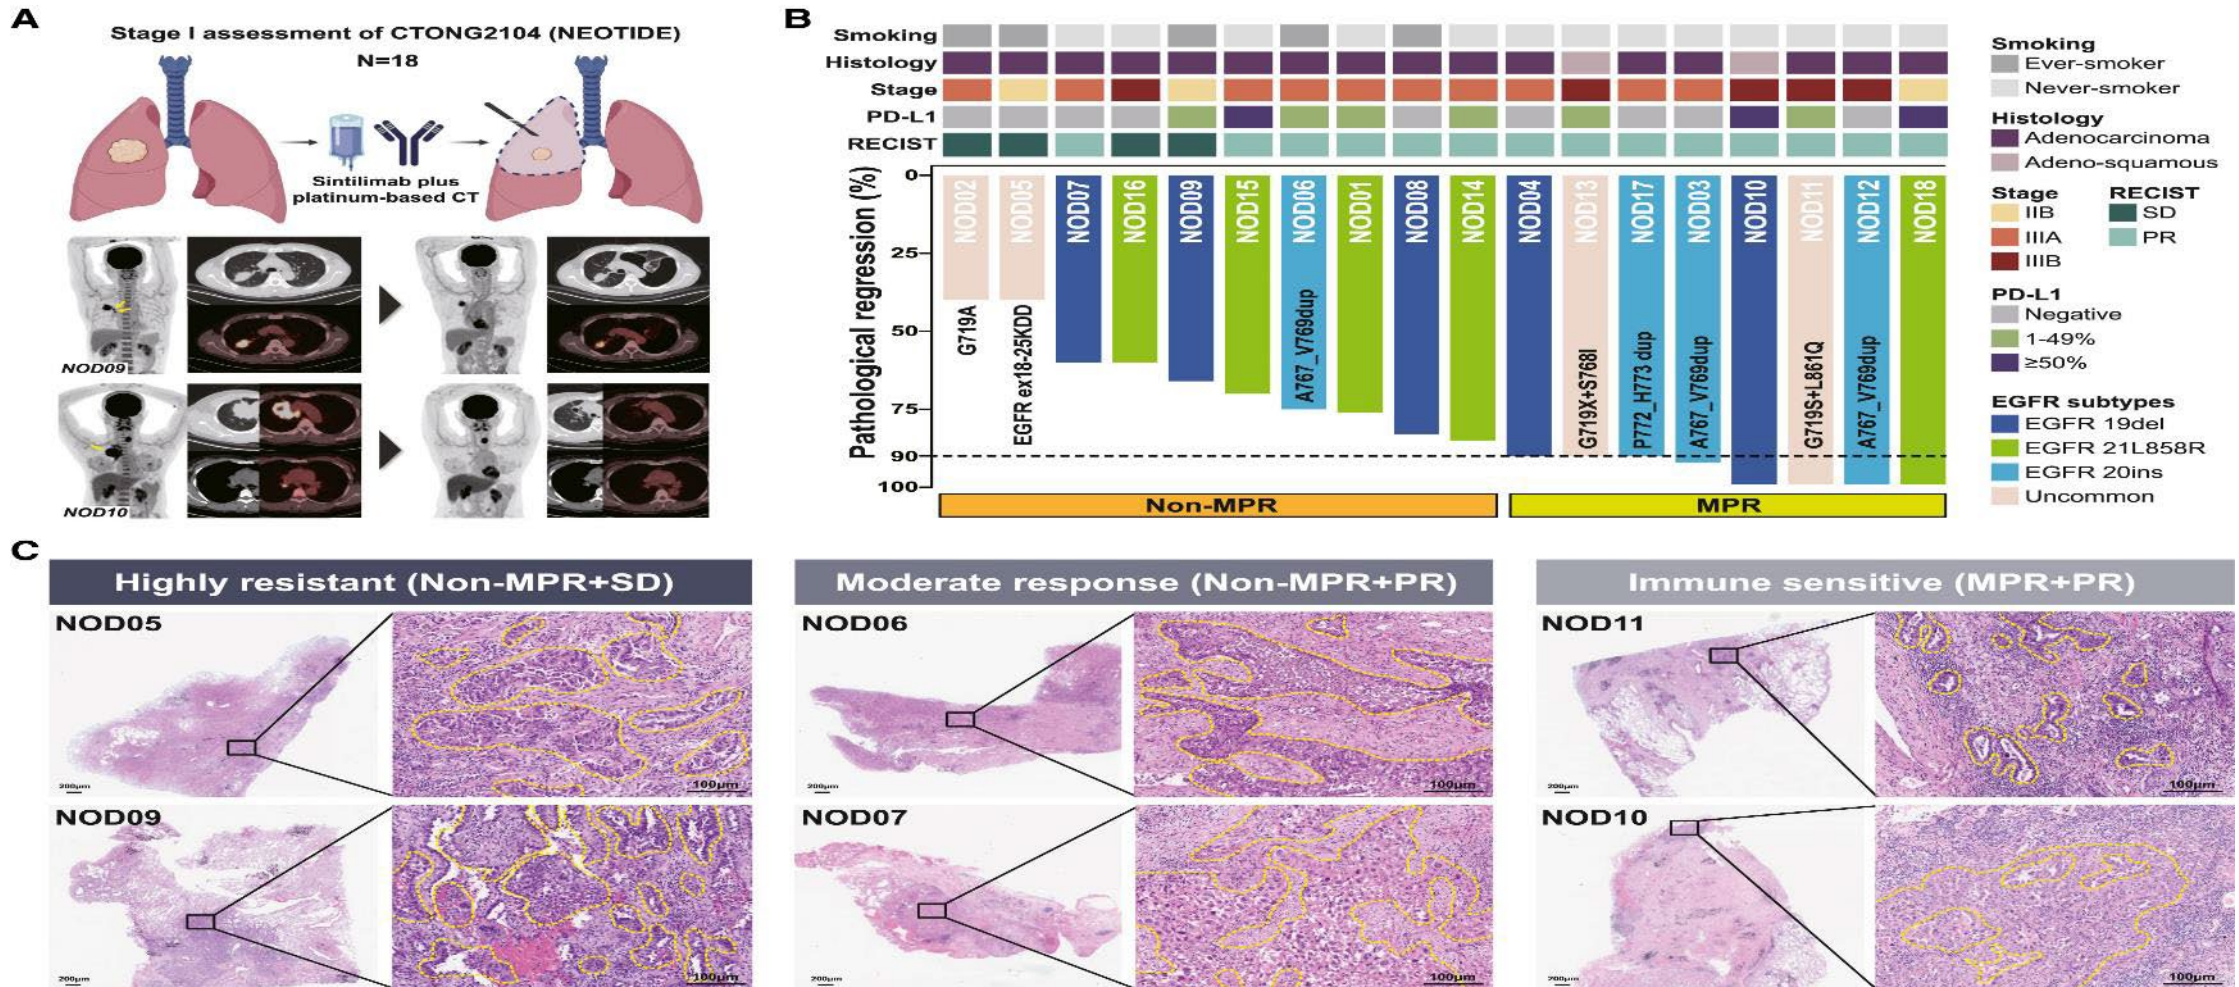 A
Stage I assessment of CTONG2104 (NEOTIDE)
N=18
Sintilimab plus
platinum-based CT
NOD09
NOD10
B
Smoking
Histology
Stage
PD-L1
RECIST
Pathological regression (%)
0
25
50
75
90
100
NOD02
NOD05
NOD07
NOD16
NOD09
NOD15
NOD06
NOD01
NOD08
NOD14
NOD04
NOD13
NOD17
NOD03
NOD10
NOD11
NOD12
NOD18
G719A
EGFR ex18-25KDD
A767_V769dup
G719X+S768I
P772_H773 dup
A767_V769dup
G719S+L861Q
A767_V769dup
Non-MPR
MPR
Smoking
Ever-smoker
Never-smoker
Histology
Adenocarcinoma
Adeno-squamous
Stage
IIB
IIIA
IIIB
RECIST
SD
PR
PD-L1
Negative
1-49%
≥50%
EGFR subtypes
EGFR 19del
EGFR 21L858R
EGFR 20ins
Uncommon
C
Highly resistant (Non-MPR+SD)
Moderate response (Non-MPR+PR)
Immune sensitive (MPR+PR)
NOD05
200μm
100μm
NOD06
200μm
100μm
NOD11
200μm
100μm
NOD09
200μm
100μm
NOD07
200μm
100μm
NOD10
200μm
100μm